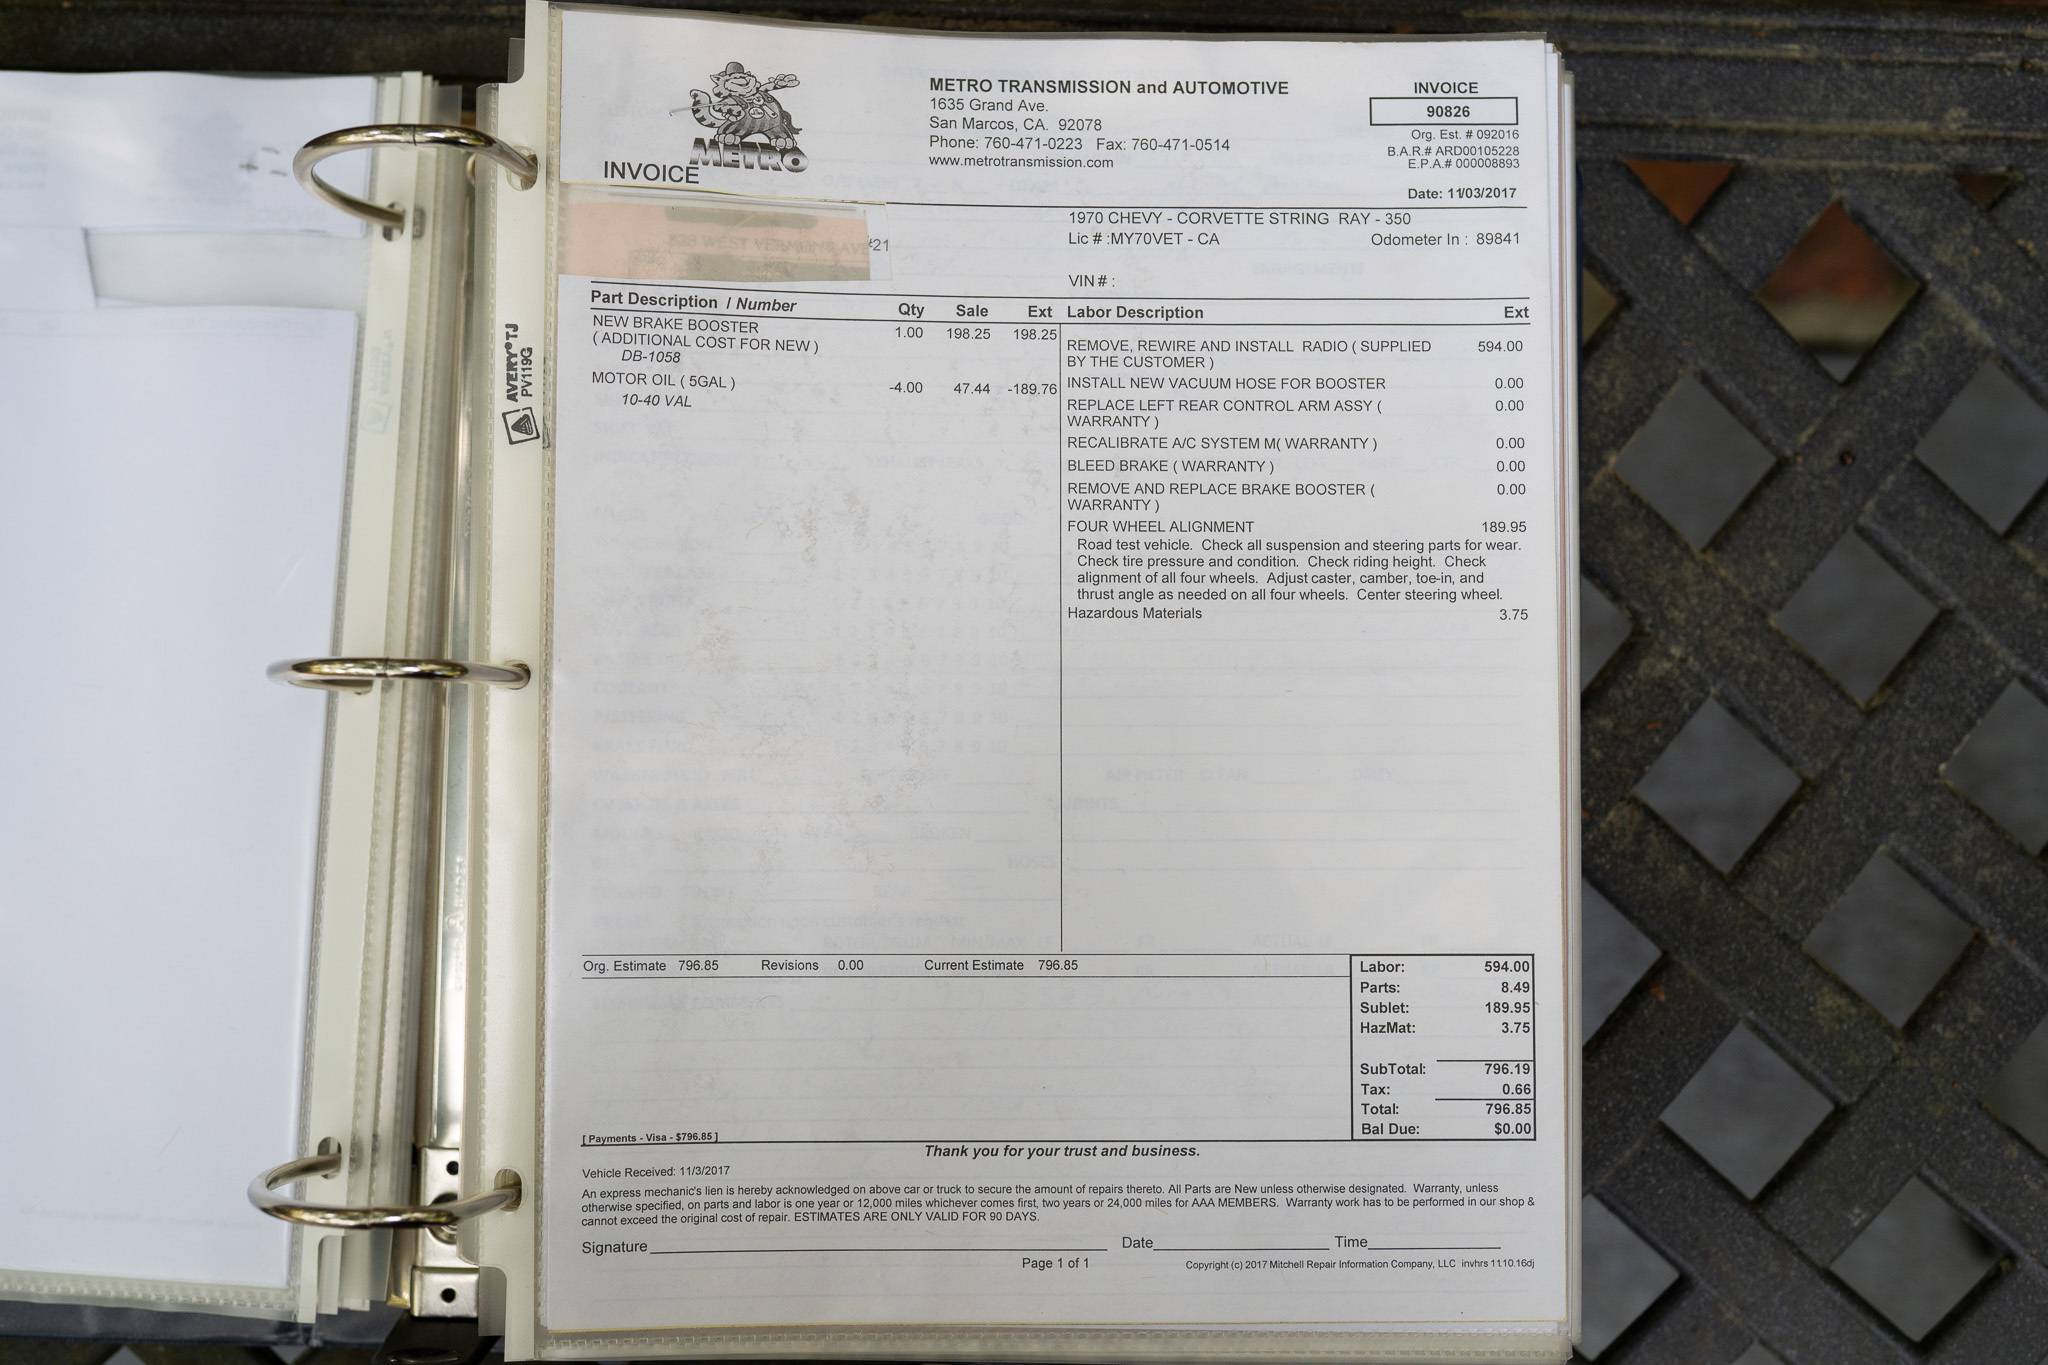 METRO
INVOICE
METRO TRANSMISSION and AUTOMOTIVE
1635 Grand Ave.
San Marcos, CA. 92078
Phone: 760-471-0223 Fax: 760-471-0514
www.metrotransmission.com
INVOICE
90826
Org. Est. # 092016
B.A.R.# ARD00105228
E.P.A.# 000008893
Date: 11/03/2017
#21
1970 CHEVY - CORVETTE STRING RAY - 350
Lic # :MY70VET - CA Odometer In : 89841
VIN # :
AVERY TJ
PV119G
Part Description / Number Qty Sale Ext
NEW BRAKE BOOSTER 1.00 198.25 198.25
( ADDITIONAL COST FOR NEW )
DB-1058
MOTOR OIL ( 5GAL ) -4.00 47.44 -189.76
10-40 VAL
Labor Description Ext
REMOVE, REWIRE AND INSTALL RADIO ( SUPPLIED 594.00
BY THE CUSTOMER )
INSTALL NEW VACUUM HOSE FOR BOOSTER 0.00
REPLACE LEFT REAR CONTROL ARM ASSY ( 0.00
WARRANTY )
RECALIBRATE A/C SYSTEM M( WARRANTY ) 0.00
BLEED BRAKE ( WARRANTY ) 0.00
REMOVE AND REPLACE BRAKE BOOSTER ( 0.00
WARRANTY )
FOUR WHEEL ALIGNMENT 189.95
Road test vehicle. Check all suspension and steering parts for wear.
Check tire pressure and condition. Check riding height. Check
alignment of all four wheels. Adjust caster, camber, toe-in, and
thrust angle as needed on all four wheels. Center steering wheel.
Hazardous Materials 3.75
Org. Estimate 796.85 Revisions 0.00 Current Estimate 796.85
Labor: 594.00
Parts: 8.49
Sublet: 189.95
HazMat: 3.75
SubTotal: 796.19
Tax: 0.66
Total: 796.85
Bal Due: $0.00
[ Payments - Visa - $796.85 ]
Thank you for your trust and business.
Vehicle Received: 11/3/2017
An express mechanic's lien is hereby acknowledged on above car or truck to secure the amount of repairs thereto. All Parts are New unless otherwise designated. Warranty, unless
otherwise specified, on parts and labor is one year or 12,000 miles whichever comes first, two years or 24,000 miles for AAA MEMBERS. Warranty work has to be performed in our shop &
cannot exceed the original cost of repair. ESTIMATES ARE ONLY VALID FOR 90 DAYS.
Signature Date Time
Page 1 of 1
Copyright (c) 2017 Mitchell Repair Information Company, LLC invhrs 11.10.16dj